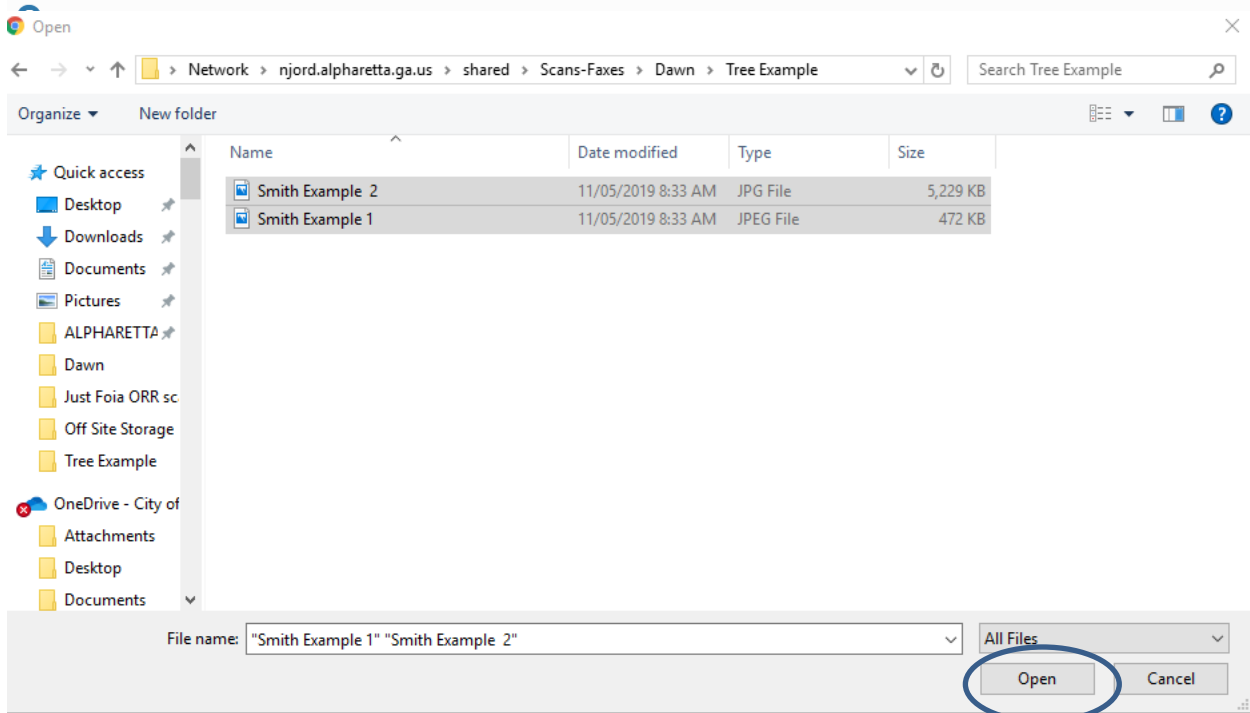 Open
Network > njord.alpharetta.ga.us > shared > Scans-Faxes > Dawn > Tree Example
Search Tree Example
Organize
New folder
?
Name Date modified Type Size
Smith Example  2 11/05/2019 8:33 AM JPG File 5,229 KB
Smith Example 1 11/05/2019 8:33 AM JPEG File 472 KB
Quick access
Desktop
Downloads
Documents
Pictures
ALPHARETTA
Dawn
Just Foia ORR sc
Off Site Storage
Tree Example
OneDrive - City of
Attachments
Desktop
Documents
File name: "Smith Example 1" "Smith Example  2"
All Files
Open Cancel